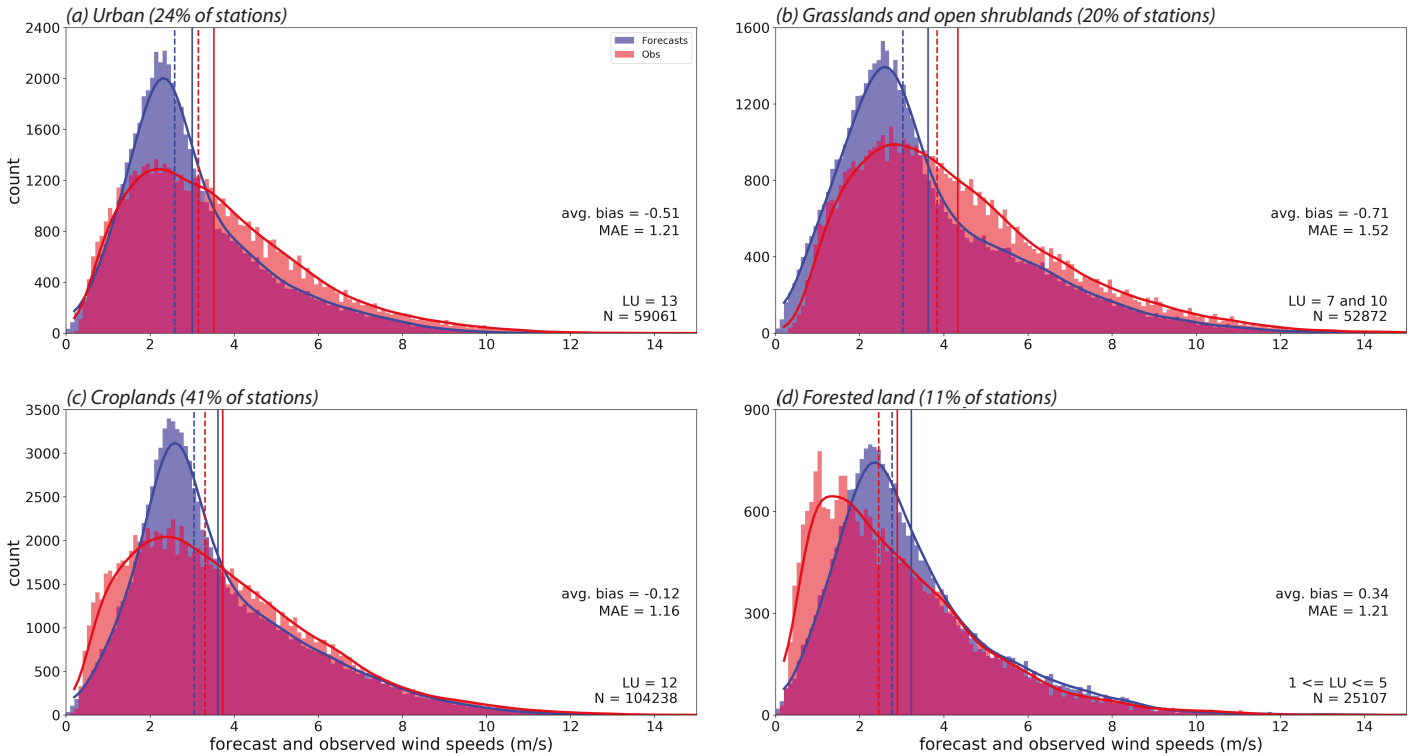 (a) Urban (24% of stations)
2400
2000
1600
1200
800
400
0
count
Forecasts
Obs
avg. bias = -0.51
MAE = 1.21
LU = 13
N = 59061
0 2 4 6 8 10 12 14
(b) Grasslands and open shrublands (20% of stations)
1600
1200
800
400
0
avg. bias = -0.71
MAE = 1.52
LU = 7 and 10
N = 52872
0 2 4 6 8 10 12 14
(c) Croplands (41% of stations)
3500
3000
2500
2000
1500
1000
500
0
count
avg. bias = -0.12
MAE = 1.16
LU = 12
N = 104238
0 2 4 6 8 10 12 14
forecast and observed wind speeds (m/s)
(d) Forested land (11% of stations)
900
600
300
0
avg. bias = 0.34
MAE = 1.21
1 <= LU <= 5
N = 25107
0 2 4 6 8 10 12 14
forecast and observed wind speeds (m/s)